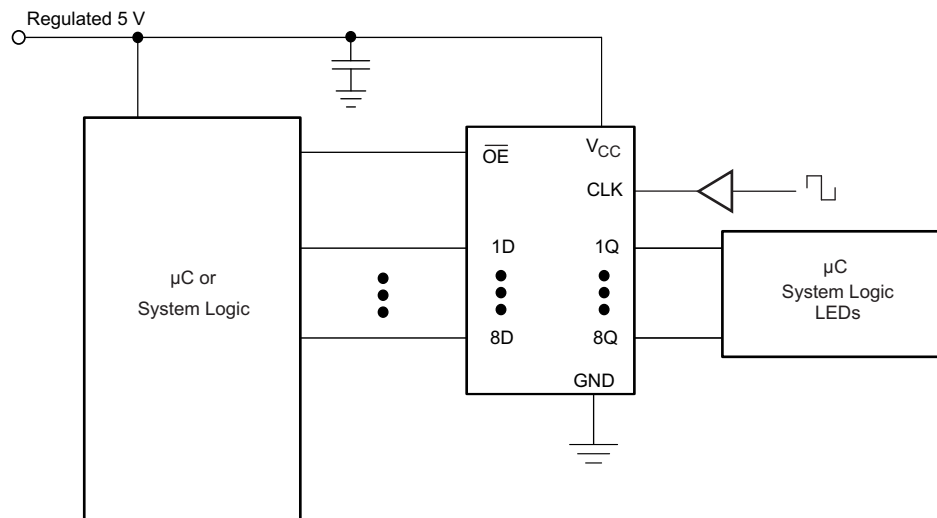 Regulated 5 V
OE
VCC
CLK
1D
1Q
8D
8Q
GND
µC or
System Logic
µC
System Logic
LEDs